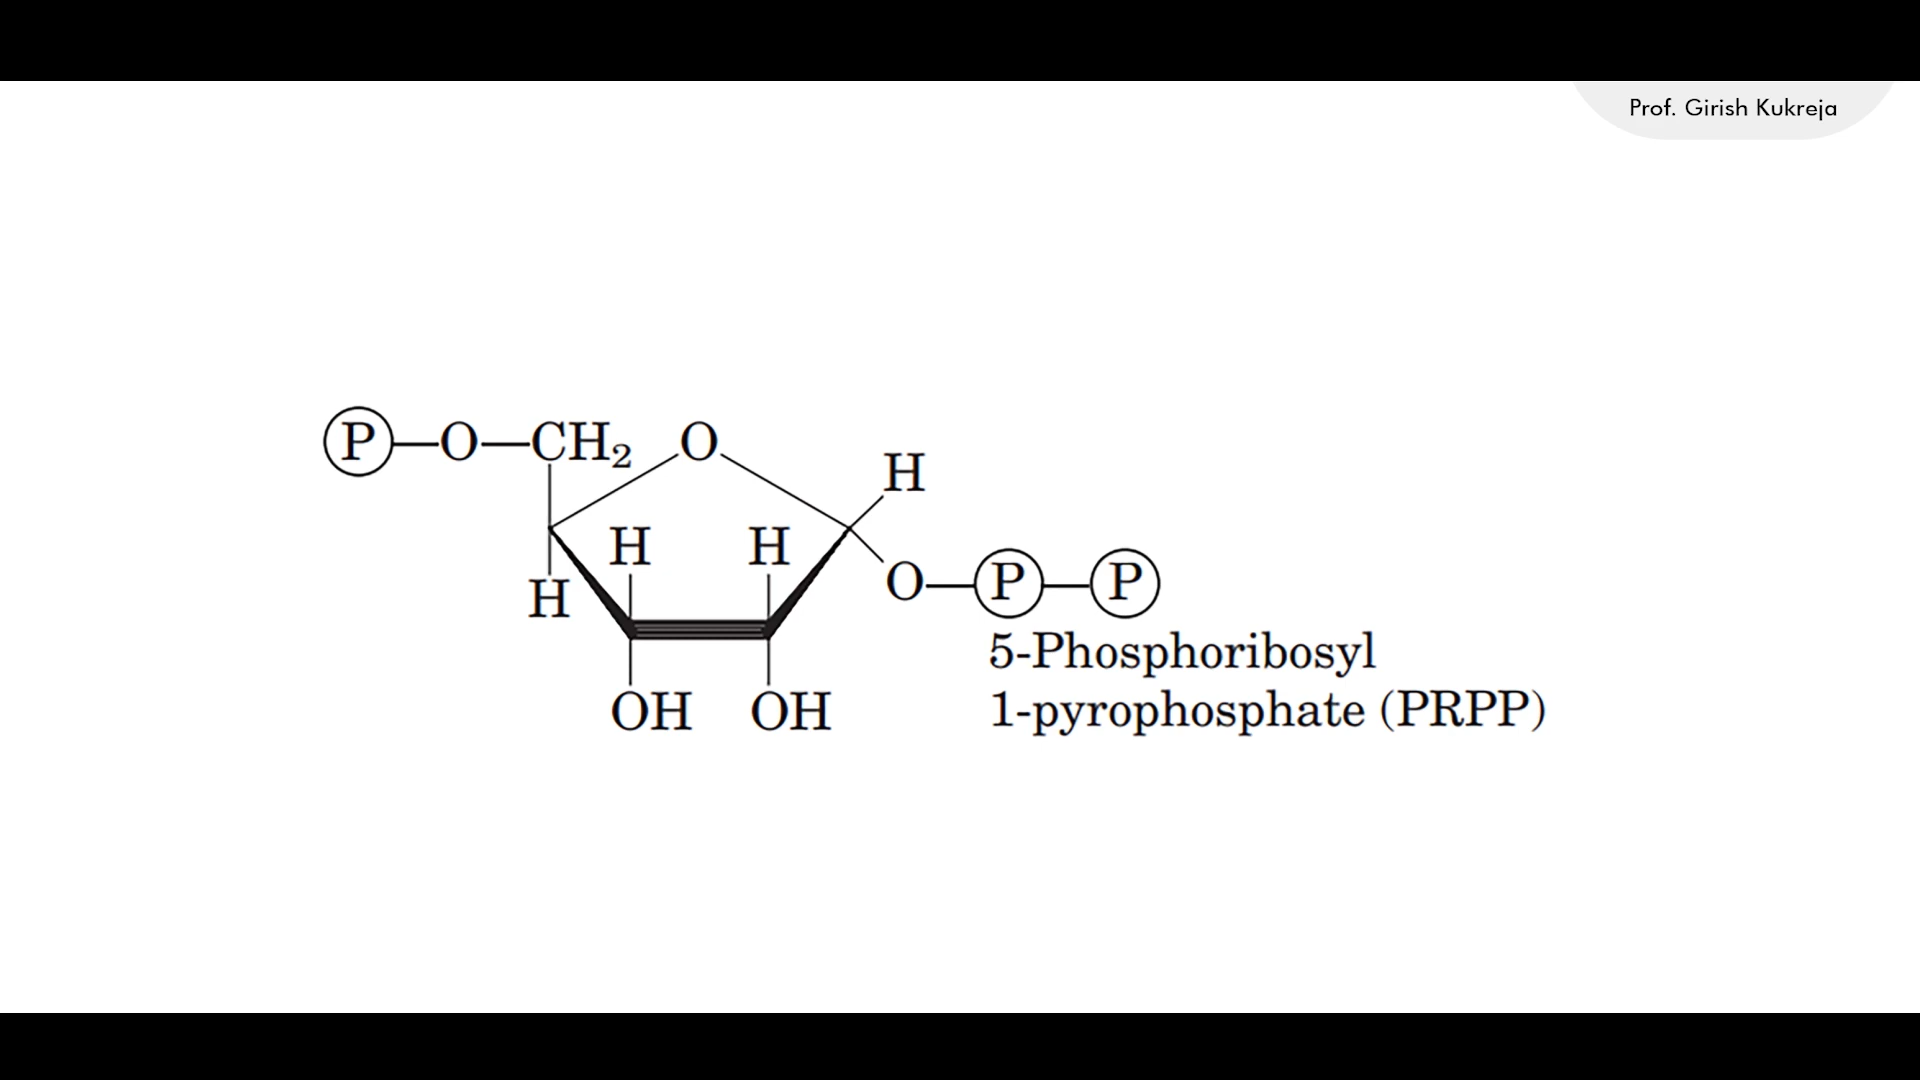 Prof. Girish Kukreja
P—O—CH₂ O
H
H H
O—P—P
H
5-Phosphoribosyl
1-pyrophosphate (PRPP)
OH OH